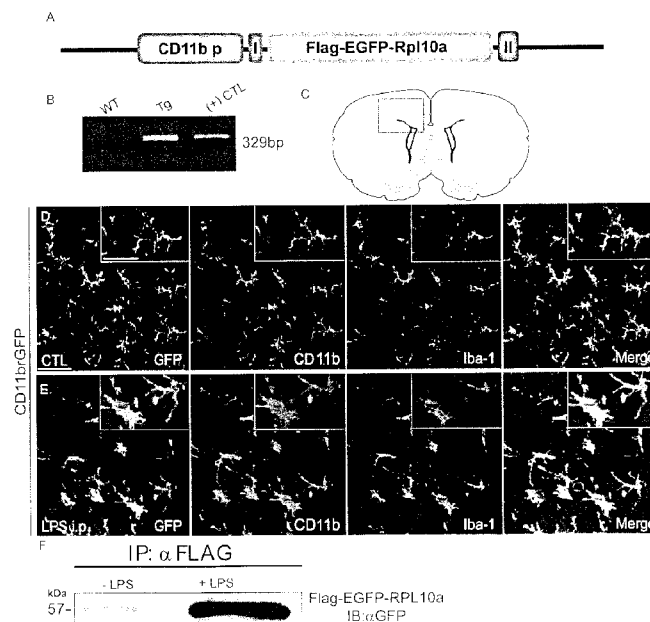 A
CD11b p
I
Flag-EGFP-Rpl10a
II
B
WT
Tg
(+) CTL
329bp
C
CD11brGFP
D
CTL
GFP
CD11b
Iba-1
Merge
E
LPS i.p.
GFP
CD11b
Iba-1
Merge
F
IP: α FLAG
kDa
- LPS
+ LPS
57-
Flag-EGFP-RPL10a
IB:αGFP